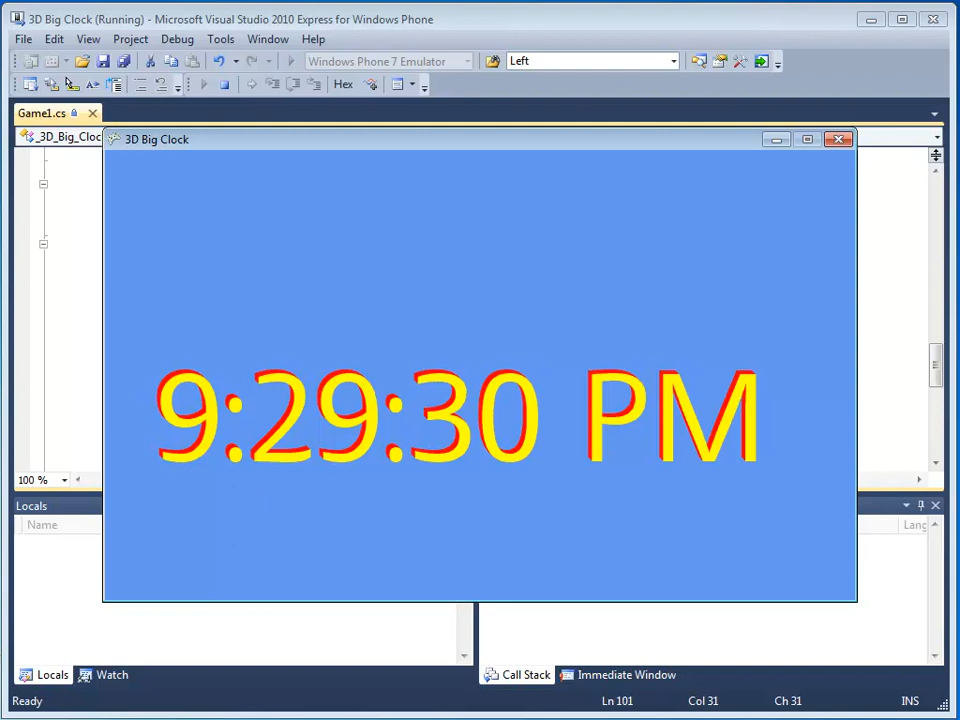 3D Big Clock (Running) - Microsoft Visual Studio 2010 Express for Windows Phone
File Edit View Project Debug Tools Window Help
Windows Phone 7 Emulator Left
Hex
Game1.cs
_3D_Big_Cloc
3D Big Clock
9:29:30 PM
100 %
Locals
Name Lang
Locals Watch Call Stack Immediate Window
Ready Ln 101 Col 31 Ch 31 INS